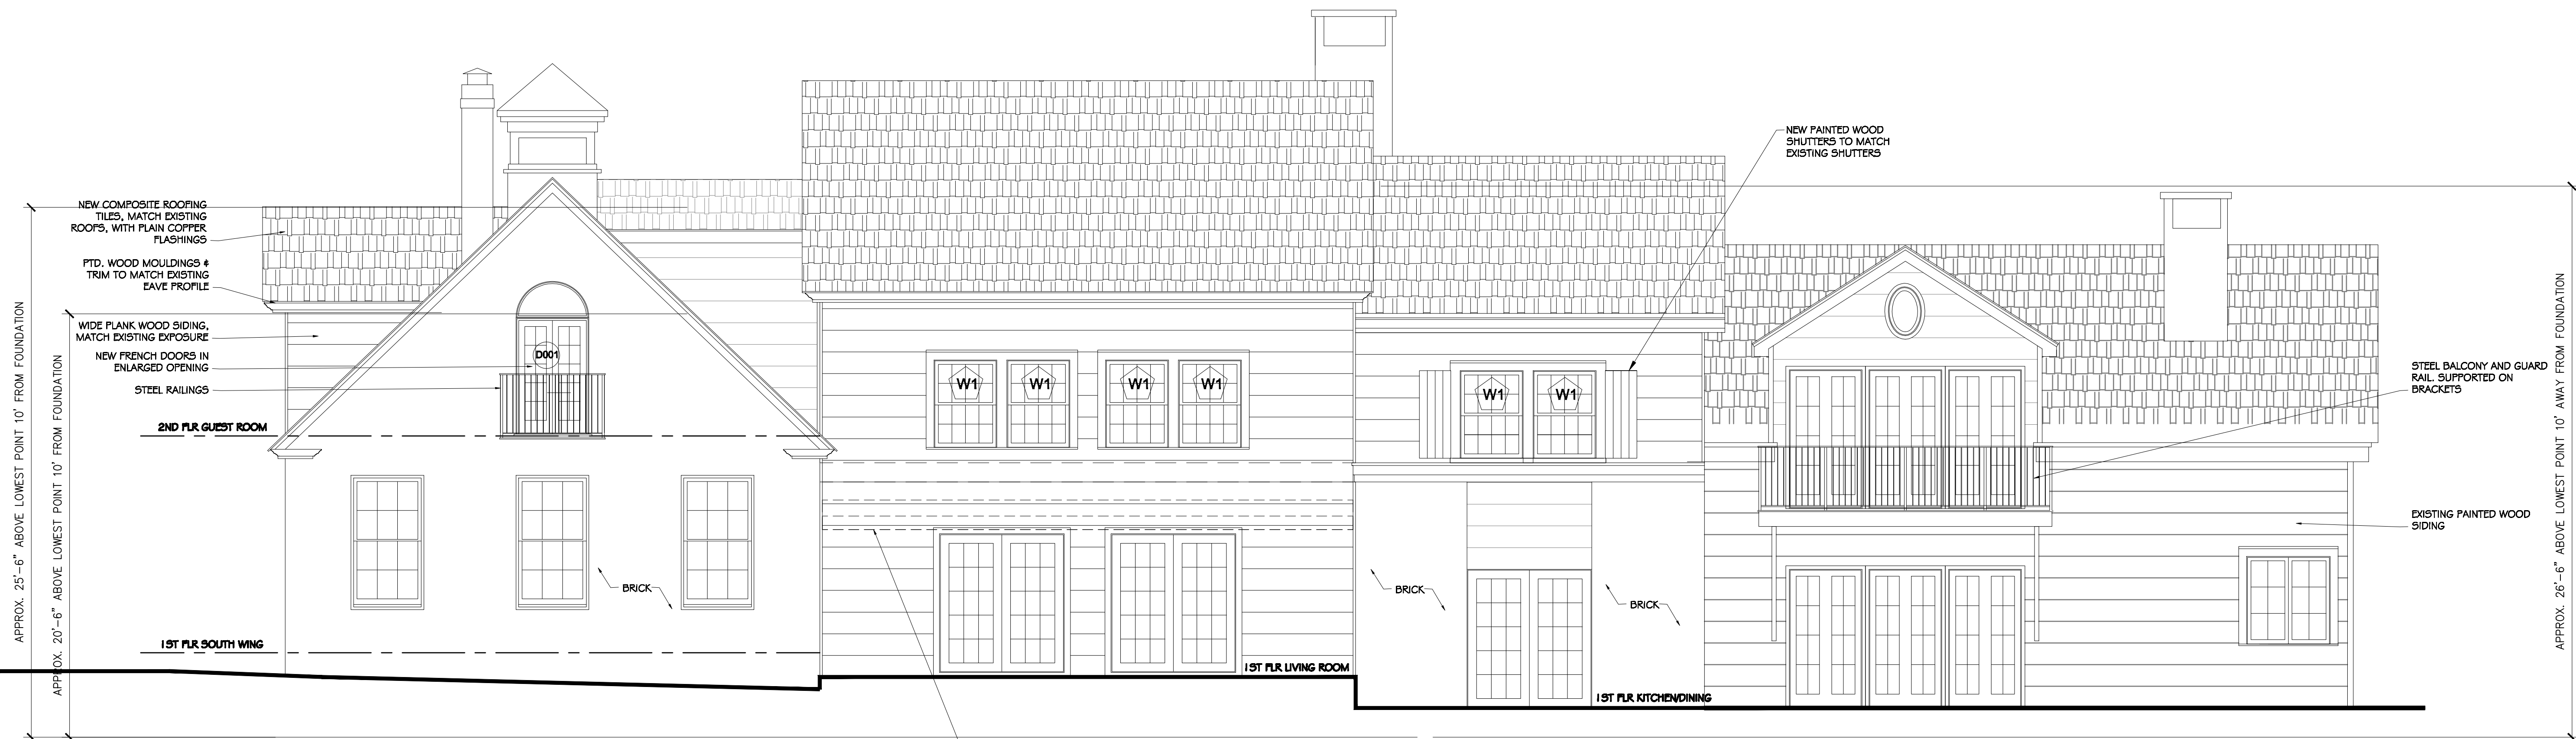 NEW PAINTED WOOD
SHUTTERS TO MATCH
EXISTING SHUTTERS
NEW COMPOSITE ROOFING
TILES, MATCH EXISTING
ROOFS, WITH PLAIN COPPER
FLASHINGS
PTD. WOOD MOULDINGS &
TRIM TO MATCH EXISTING
EAVE PROFILE
WIDE PLANK WOOD SIDING,
MATCH EXISTING EXPOSURE
NEW FRENCH DOORS IN
ENLARGED OPENING
STEEL RAILINGS
D001
W1
W1
W1
W1
W1
W1
STEEL BALCONY AND GUARD
RAIL. SUPPORTED ON
BRACKETS
2ND FLR GUEST ROOM
EXISTING PAINTED WOOD
SIDING
BRICK
BRICK
BRICK
1ST FLR SOUTH WING
1ST FLR LIVING ROOM
1ST FLR KITCHEN/DINING
APPROX. 25'-6" ABOVE LOWEST POINT 10' FROM FOUNDATION
APPROX. 20'-6" ABOVE LOWEST POINT 10' FROM FOUNDATION
APPROX. 26'-6" ABOVE LOWEST POINT 10' AWAY FROM FOUNDATION